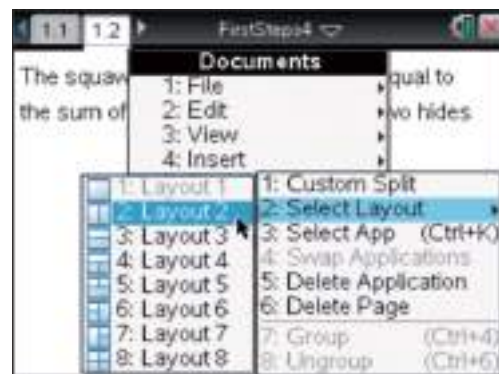 1.1 1.2 FirstSteps4
The squaw qual to
the sum of wo hides
Documents
1: File
2: Edit
3: View
4: Insert
1: Layout 1
2: Layout 2
3: Layout 3
4: Layout 4
5: Layout 5
6: Layout 6
7: Layout 7
8: Layout 8
1: Custom Split
2: Select Layout
3: Select App (Ctrl+K)
4: Swap Applications
5: Delete Application
6: Delete Page
7: Group (Ctrl+4)
8: Ungroup (Ctrl+6)